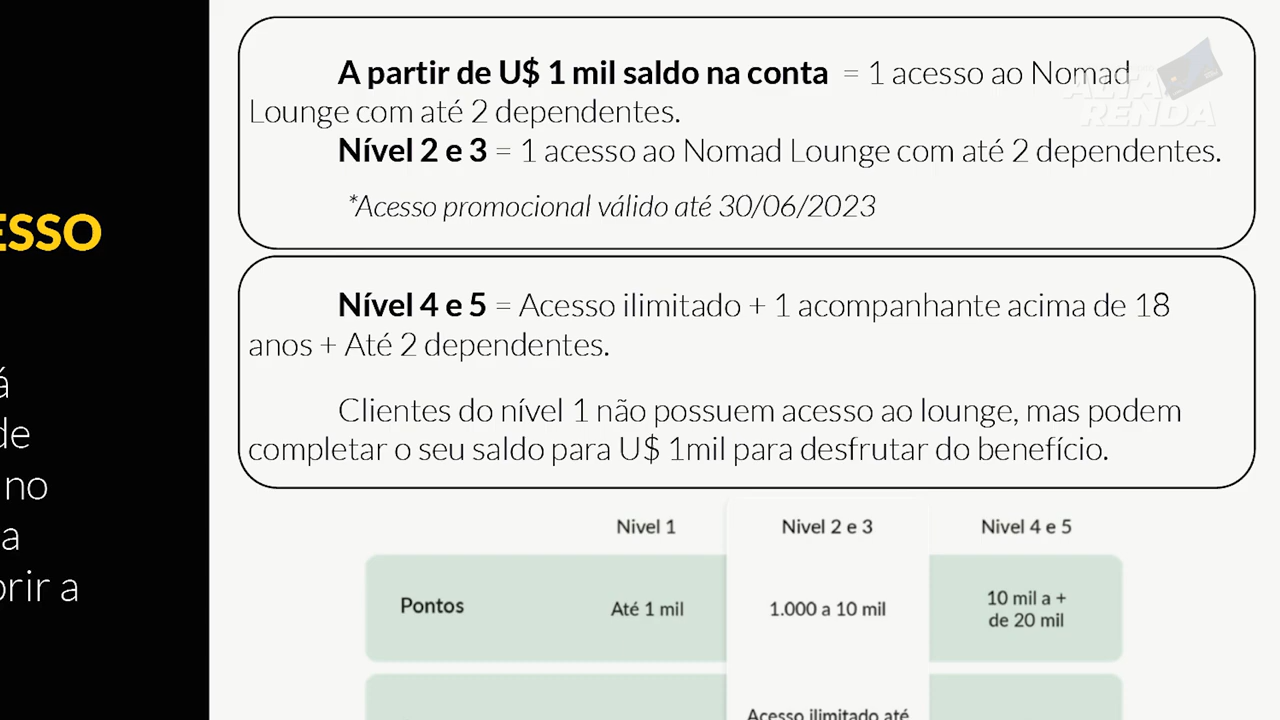 ESSO
á
de
no
a
orir a
A partir de U$ 1 mil saldo na conta = 1 acesso ao Nomad
Lounge com até 2 dependentes.
Nível 2 e 3 = 1 acesso ao Nomad Lounge com até 2 dependentes.
*Acesso promocional válido até 30/06/2023
ALTA
RENDA
Nível 4 e 5 = Acesso ilimitado + 1 acompanhante acima de 18
anos + Até 2 dependentes.
Clientes do nível 1 não possuem acesso ao lounge, mas podem
completar o seu saldo para U$ 1mil para desfrutar do benefício.
Nivel 1 Nivel 2 e 3 Nivel 4 e 5
Pontos Até 1 mil 1.000 a 10 mil 10 mil a +
de 20 mil
Acesso ilimitado até